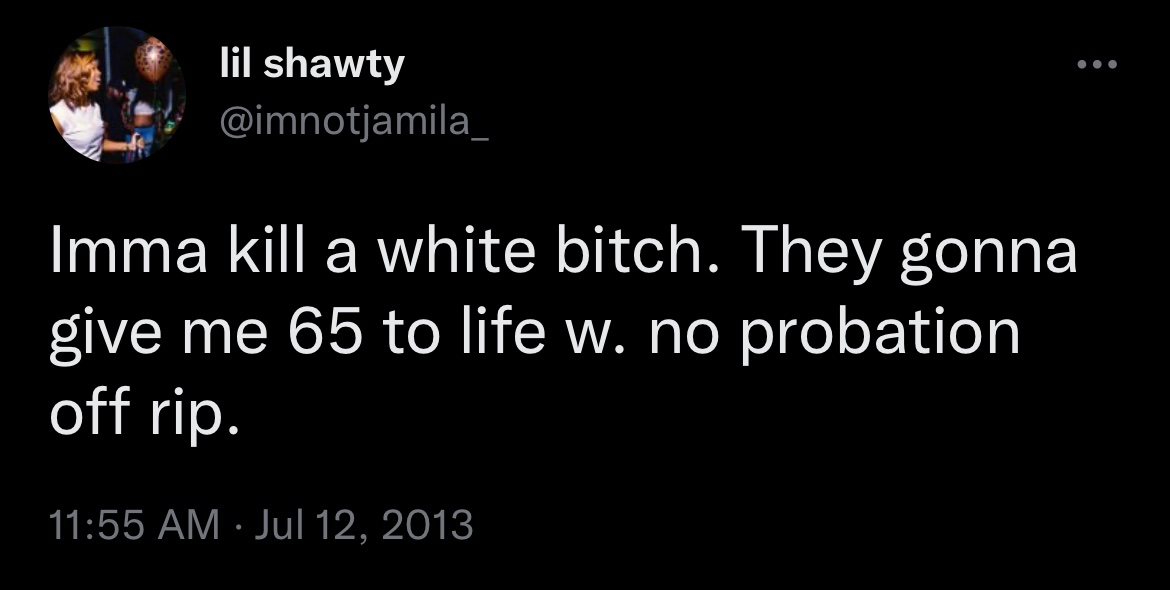 lil shawty
@imnotjamila_
Imma kill a white bitch. They gonna
give me 65 to life w. no probation
off rip.
11:55 AM · Jul 12, 2013